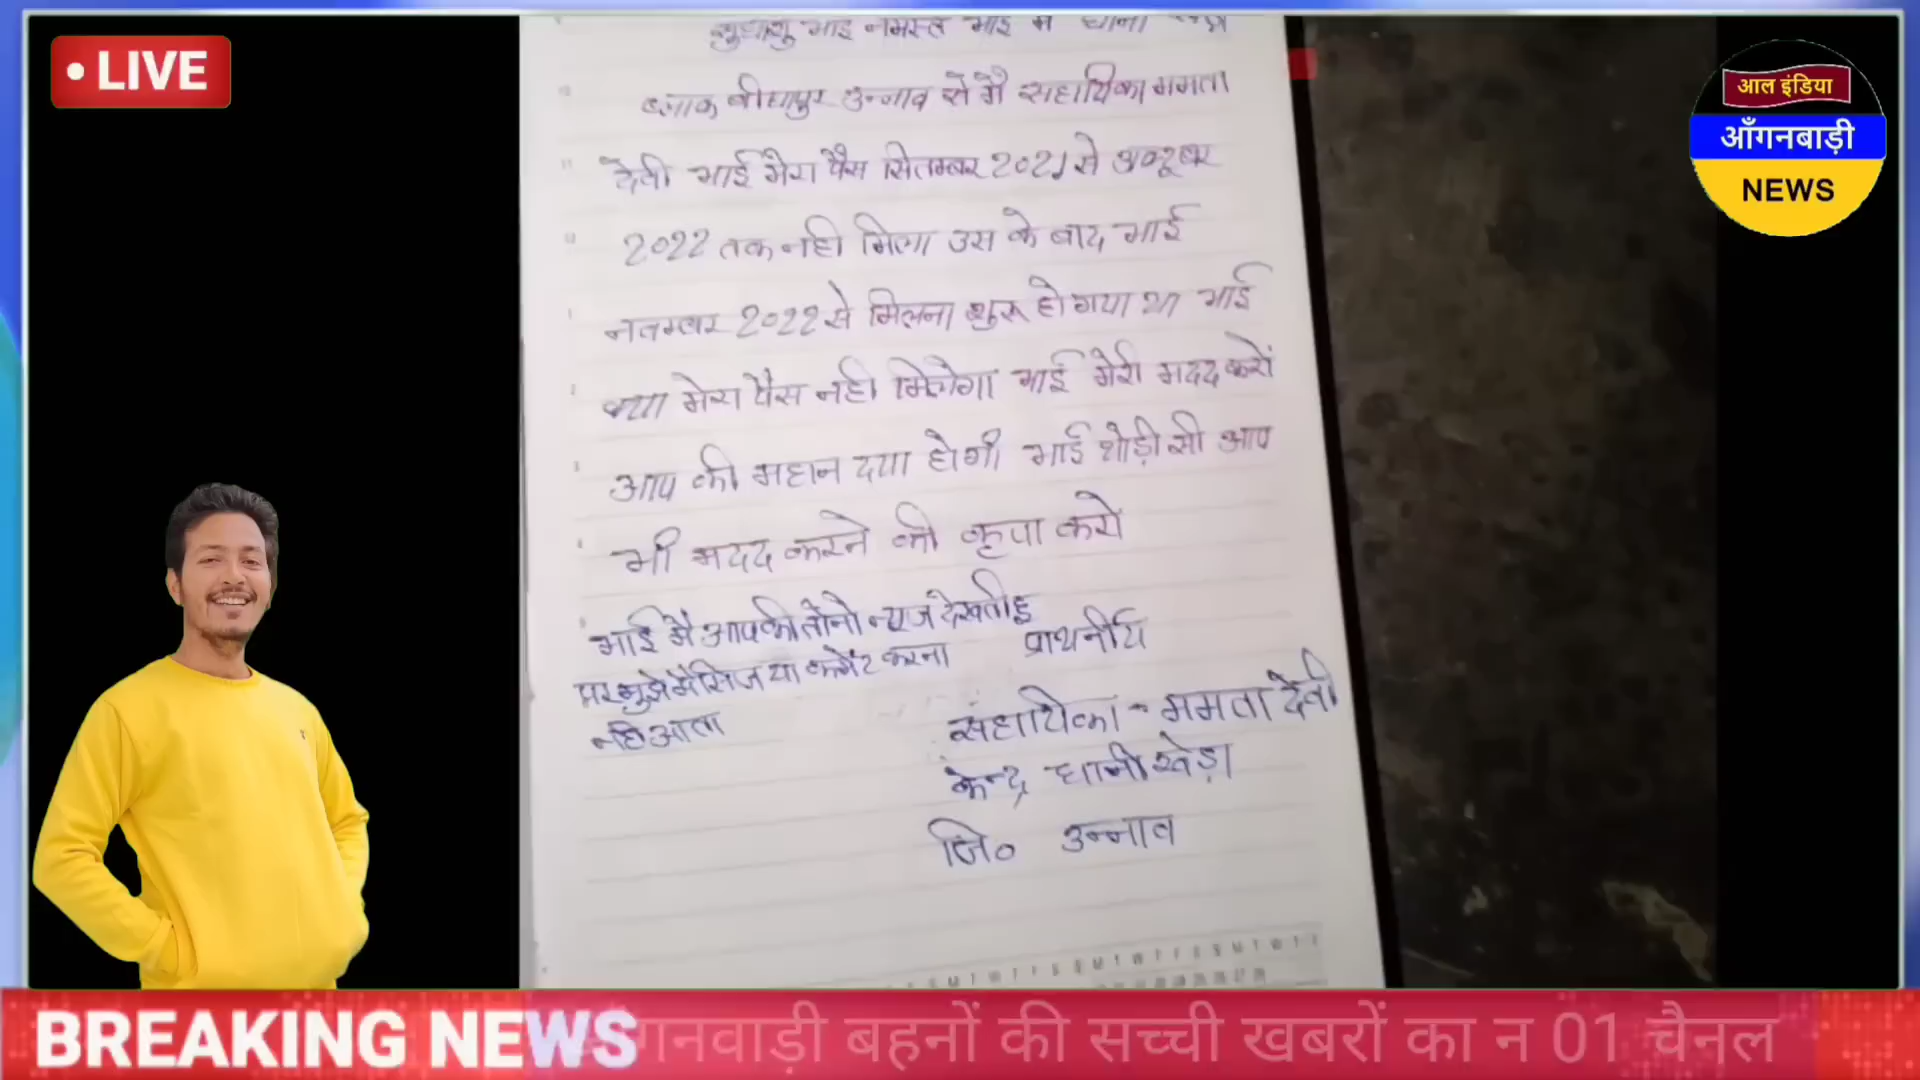 LIVE
आल इंडिया
आँगनबाड़ी
NEWS
भाई नमस्ते भाई मै
ब्लाक बीघापुर उन्नाव से मै सहायिका ममता
देवी भाई मेरा पैस सितम्बर 2021 से अक्टूबर
2022 तक नही मिला उस के बाद भाई
नवम्बर 2022 से मिलना शुरू हो गया था भाई
क्या मेरा पैस नही मिलेगा भाई मेरी मदद करों
आप की महान दया होगी भाई थोड़ी सी आप
भी मदद करने की कृपा करो
भाई मै आपकी न्यूज देखती हू
पर मुझे मैसिज या कमेंट करना
नहि आता
प्राथनीय
सहायिका - ममता देवी
केन्द्र धानीखेड़ा
जि० उन्नाव
S M T W T F S S M T W T F S S M T W T F
BREAKING NEWS गनवाड़ी बहनों की सच्ची खबरों का न 01 चैनल